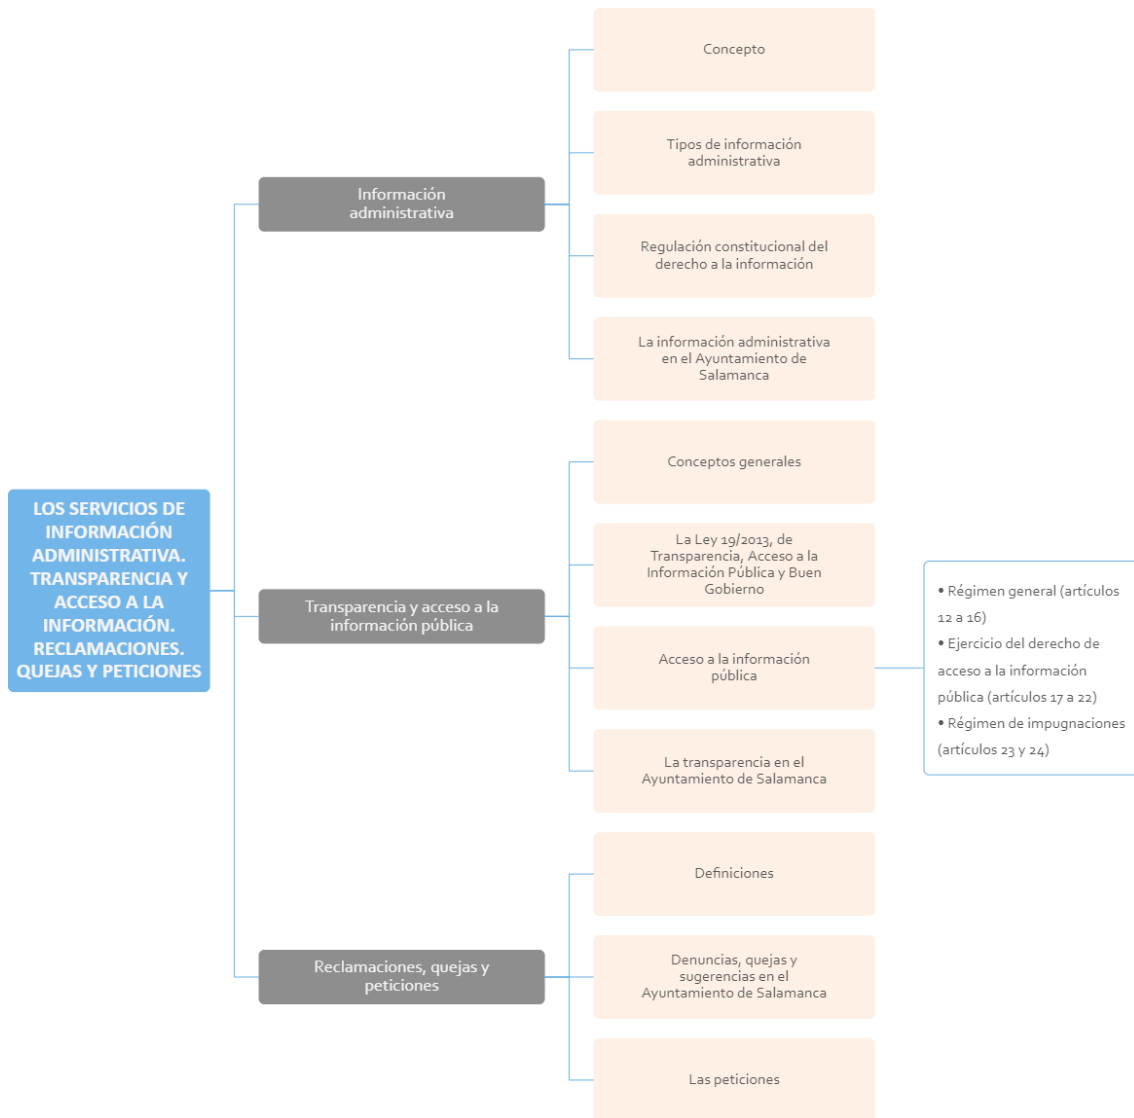 LOS SERVICIOS DE
INFORMACIÓN
ADMINISTRATIVA.
TRANSPARENCIA Y
ACCESO A LA
INFORMACIÓN.
RECLAMACIONES.
QUEJAS Y PETICIONES
Información
administrativa
Concepto
Tipos de información
administrativa
Regulación constitucional del
derecho a la información
La información administrativa
en el Ayuntamiento de
Salamanca
Transparencia y acceso a la
información pública
Conceptos generales
La Ley 19/2013, de
Transparencia, Acceso a la
Información Pública y Buen
Gobierno
Acceso a la información
pública
• Régimen general (artículos
12 a 16)
• Ejercicio del derecho de
acceso a la información
pública (artículos 17 a 22)
• Régimen de impugnaciones
(artículos 23 y 24)
La transparencia en el
Ayuntamiento de Salamanca
Reclamaciones, quejas y
peticiones
Definiciones
Denuncias, quejas y
sugerencias en el
Ayuntamiento de Salamanca
Las peticiones